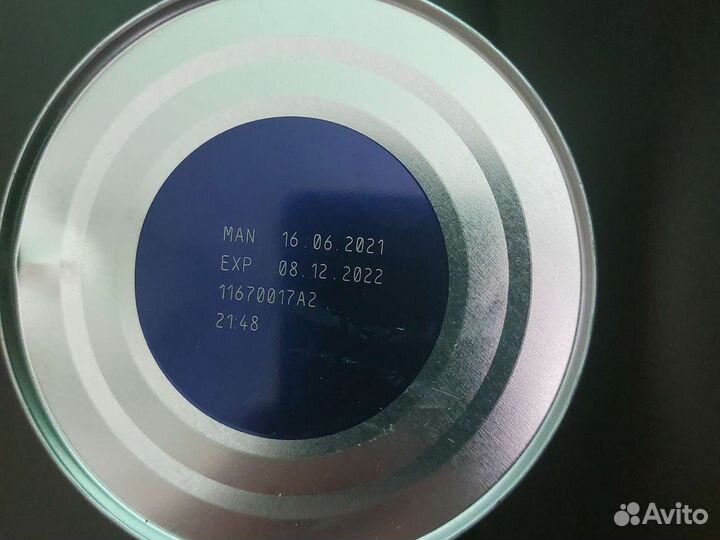 MAN 16.06.2021
EXP 08.12.2022
11670017A2
21:48
Avito